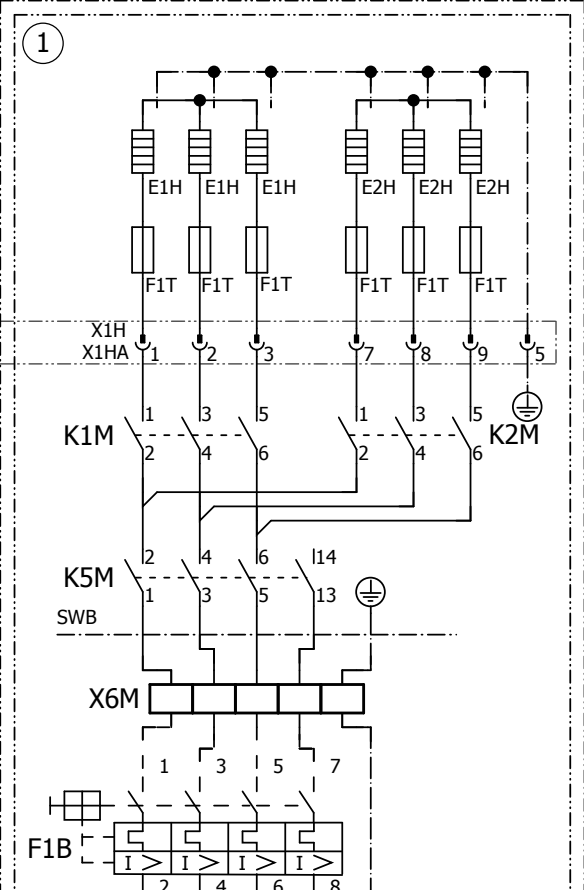 1
E1H E1H E1H E2H E2H E2H
F1T F1T F1T F1T F1T F1T
X1H
X1HA 1 2 3 7 8 9 5
1 3 5 1 3 5
K1M K2M
2 4 6 2 4 6
2 4 6 14
K5M
1 3 5 13
SWB
X6M
1 3 5 7
F1B
I > I > I > I >
2 4 6 8